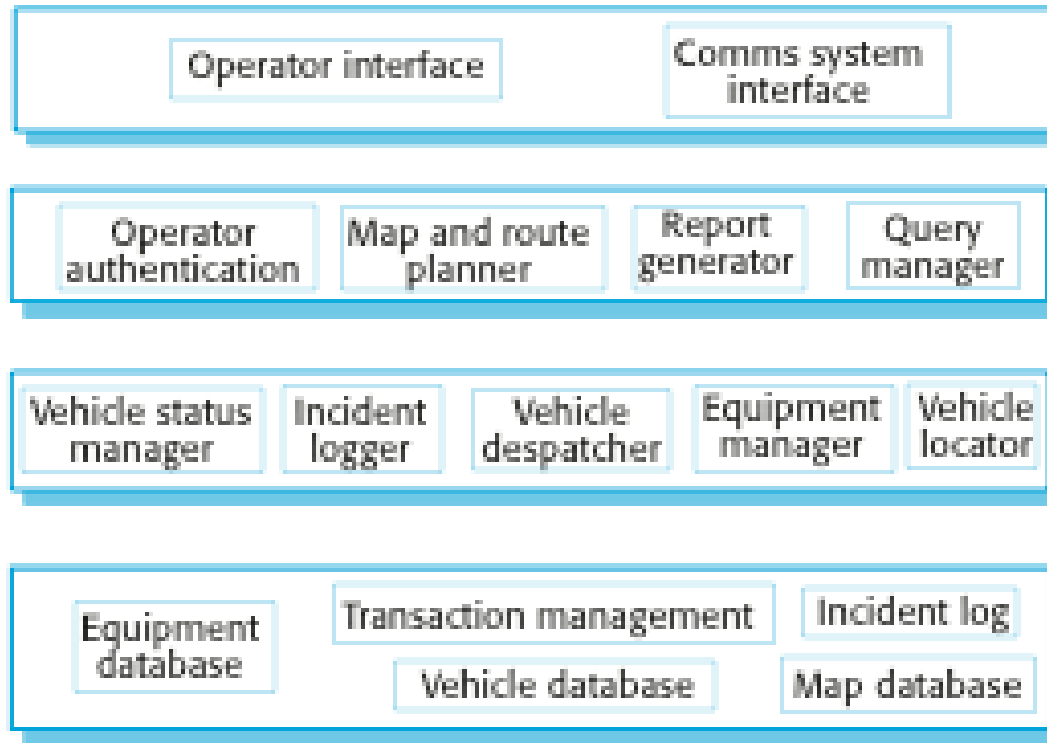 Operator interface
Comms system
interface
Operator
authentication
Map and route
planner
Report
generator
Query
manager
Vehicle status
manager
Incident
logger
Vehicle
despatcher
Equipment
manager
Vehicle
locator
Equipment
database
Transaction management
Incident log
Vehicle database
Map database